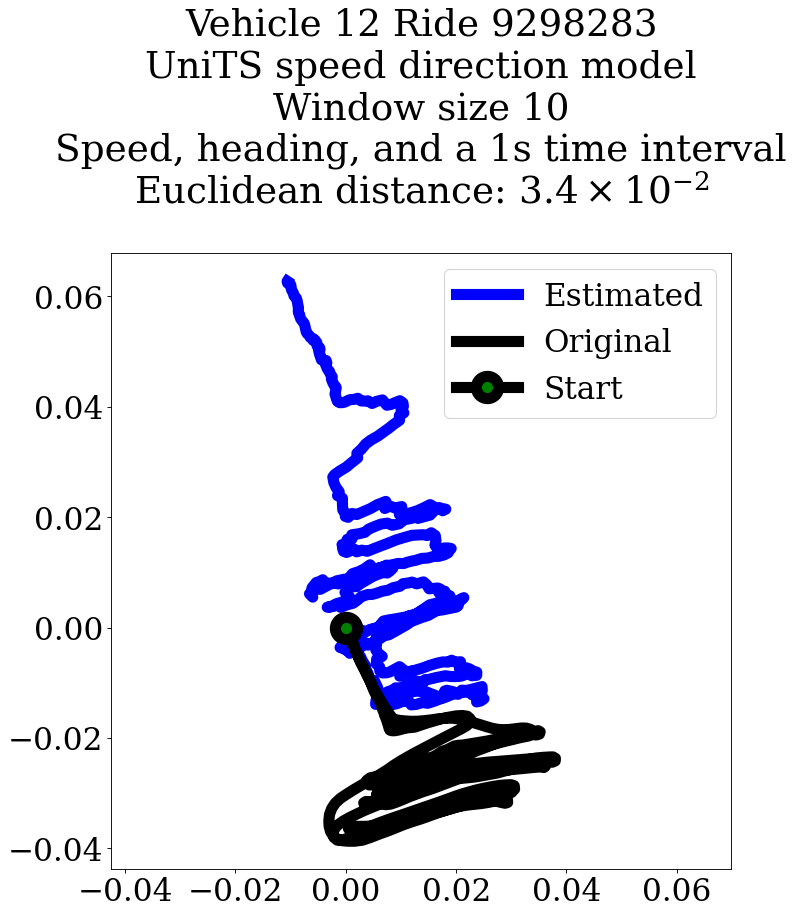 Vehicle 12 Ride 9298283
UniTS speed direction model
Window size 10
Speed, heading, and a 1s time interval
Euclidean distance: 3.4 × 10⁻²
Estimated
Original
Start
0.06
0.04
0.02
0.00
−0.02
−0.04
−0.04 −0.02 0.00 0.02 0.04 0.06